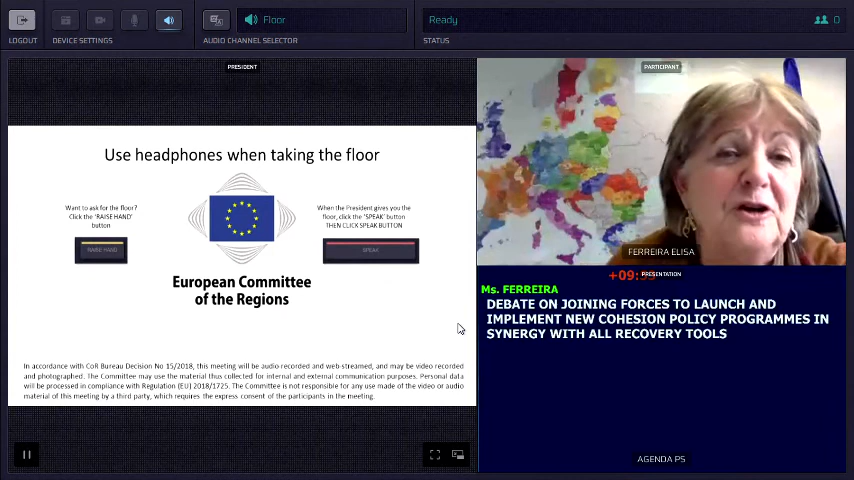 Floor
Ready
0
LOGOUT
DEVICE SETTINGS
AUDIO CHANNEL SELECTOR
STATUS
PRESIDENT
PARTICIPANT
Use headphones when taking the floor
Want to ask for the floor?
Click the 'RAISE HAND'
button
RAISE HAND
When the President gives you the
floor, click the 'SPEAK' button
THEN CLICK SPEAK BUTTON
SPEAK
European Committee
of the Regions
In accordance with CoR Bureau Decision No 15/2018, this meeting will be audio recorded and web-streamed, and may be video recorded
and photographed. The Committee may use the material thus collected for internal and external communication purposes. Personal data
will be processed in compliance with Regulation (EU) 2018/1725. The Committee is not responsible for any use made of the video or audio
material of this meeting by a third party, which requires the express consent of the participants in the meeting.
FERREIRA ELISA
PRESENTATION
Ms. FERREIRA
DEBATE ON JOINING FORCES TO LAUNCH AND
IMPLEMENT NEW COHESION POLICY PROGRAMMES IN
SYNERGY WITH ALL RECOVERY TOOLS
AGENDA PS